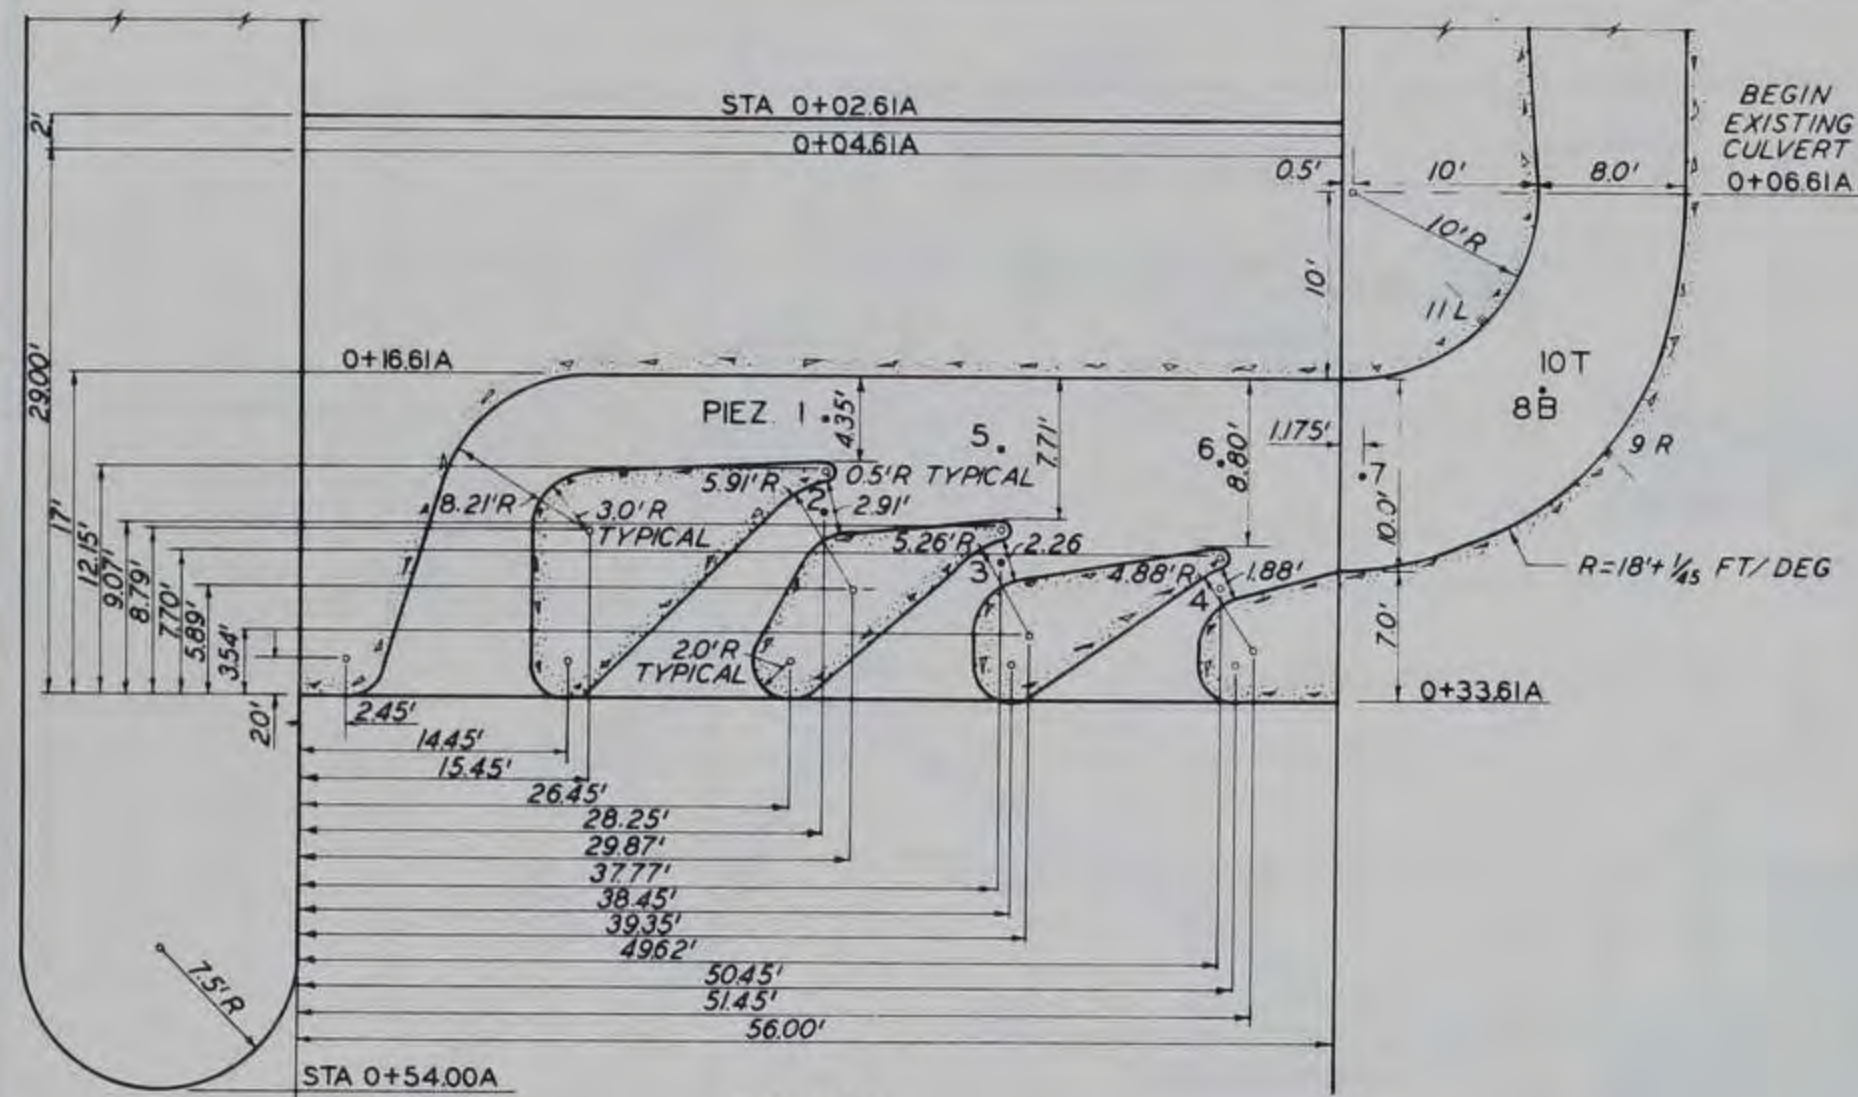 STA 0+02.61A
0+04.61A
BEGIN
EXISTING
CULVERT
0+06.61A
2'
0.5'
10'
8.0'
10'R
10'
11L
29.00'
17'
12.15'
9.07'
8.79'
7.70'
5.89'
3.54'
20'
0+16.61A
PIEZ. 1
4.35'
5
7.71'
6
8.80'
1.175'
7
10T
8B
9R
8.21'R
3.0'R
TYPICAL
5.91'R
0.5'R TYPICAL
2
2.91'
5.26'R
2.26
3
4.88'R
1.88'
4
10.0'
7.0'
R=18'+1/45 FT/DEG
2.0'R
TYPICAL
0+33.61A
2.45'
14.45'
15.45'
26.45'
28.25'
29.87'
37.77'
38.45'
39.35'
49.62'
50.45'
51.45'
56.00'
7.5'R
STA 0+54.00A